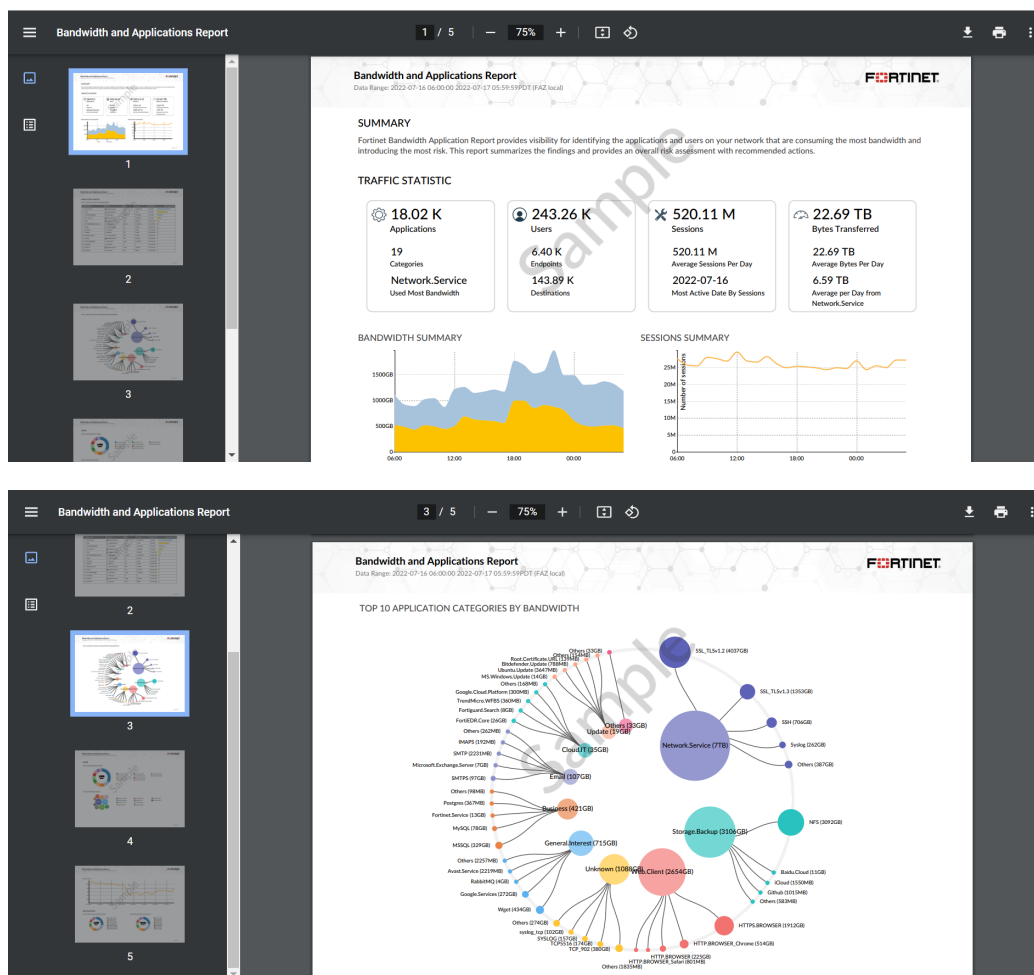 Bandwidth and Applications Report
1 / 5
75%
1
2
3
Bandwidth and Applications Report
Data Range: 2022-07-16 06:00:00 2022-07-17 05:59:59PDT (FAZ local)
FORTINET
SUMMARY
Fortinet Bandwidth Application Report provides visibility for identifying the applications and users on your network that are consuming the most bandwidth and
introducing the most risk. This report summarizes the findings and provides an overall risk assessment with recommended actions.
TRAFFIC STATISTIC
18.02 K
Applications
19
Categories
Network.Service
Used Most Bandwidth
243.26 K
Users
6.40 K
Endpoints
143.89 K
Destinations
520.11 M
Sessions
520.11 M
Average Sessions Per Day
2022-07-16
Most Active Date By Sessions
22.69 TB
Bytes Transferred
22.69 TB
Average Bytes Per Day
6.59 TB
Average per Day from
Network.Service
Sample
BANDWIDTH SUMMARY
1500GB
1000GB
500GB
0
06:00 12:00 18:00 00:00
SESSIONS SUMMARY
Number of sessions
25M
15M
10M
5M
0
06:00 12:00 18:00 00:00
Bandwidth and Applications Report
3 / 5
75%
2
3
4
5
Bandwidth and Applications Report
Data Range: 2022-07-16 06:00:00 2022-07-17 05:59:59PDT (FAZ local)
FORTINET
TOP 10 APPLICATION CATEGORIES BY BANDWIDTH
Sample
Others (33GB)
Others (154MB)
Root.Certificate.URL (139MB)
Bitdefender.Update (788MB)
Ubuntu.Update (3647MB)
MS.Windows.Update (14GB)
Others (168MB)
Google.Cloud.Platform (300MB)
TrendMicro.WFBS (360MB)
Fortiguard.Search (8GB)
FortiEDR.Core (26GB)
Others (262MB)
IMAPS (192MB)
SMTP (2231MB)
Microsoft.Exchange.Server (7GB)
SMTPS (97GB)
Others (98MB)
Postgres (367MB)
Fortinet.Service (13GB)
MySQL (78GB)
MSSQL (329GB)
Others (2257MB)
Avast.Service (2219MB)
RabbitMQ (4GB)
Google.Services (272GB)
Wget (434GB)
Others (274GB)
syslog_tcp (102GB)
SYSLOG (157GB)
TCP5516 (174GB)
TCP_902 (380GB)
Others (33GB)
Update (19GB)
Cloud.IT (35GB)
Email (107GB)
Business (421GB)
General.Interest (715GB)
Unknown (1088GB)
Web.Client (2654GB)
Storage.Backup (3106GB)
Network.Service (7TB)
SSL_TLSv1.2 (4037GB)
SSL_TLSv1.3 (1353GB)
SSH (706GB)
Syslog (262GB)
Others (387GB)
NFS (3092GB)
Baidu.Cloud (11GB)
iCloud (1550MB)
Github (1015MB)
Others (583MB)
HTTPS.BROWSER (1912GB)
HTTP.BROWSER_Chrome (514GB)
HTTP.BROWSER (225GB)
HTTP.BROWSER_Safari (801MB)
Others (1835MB)